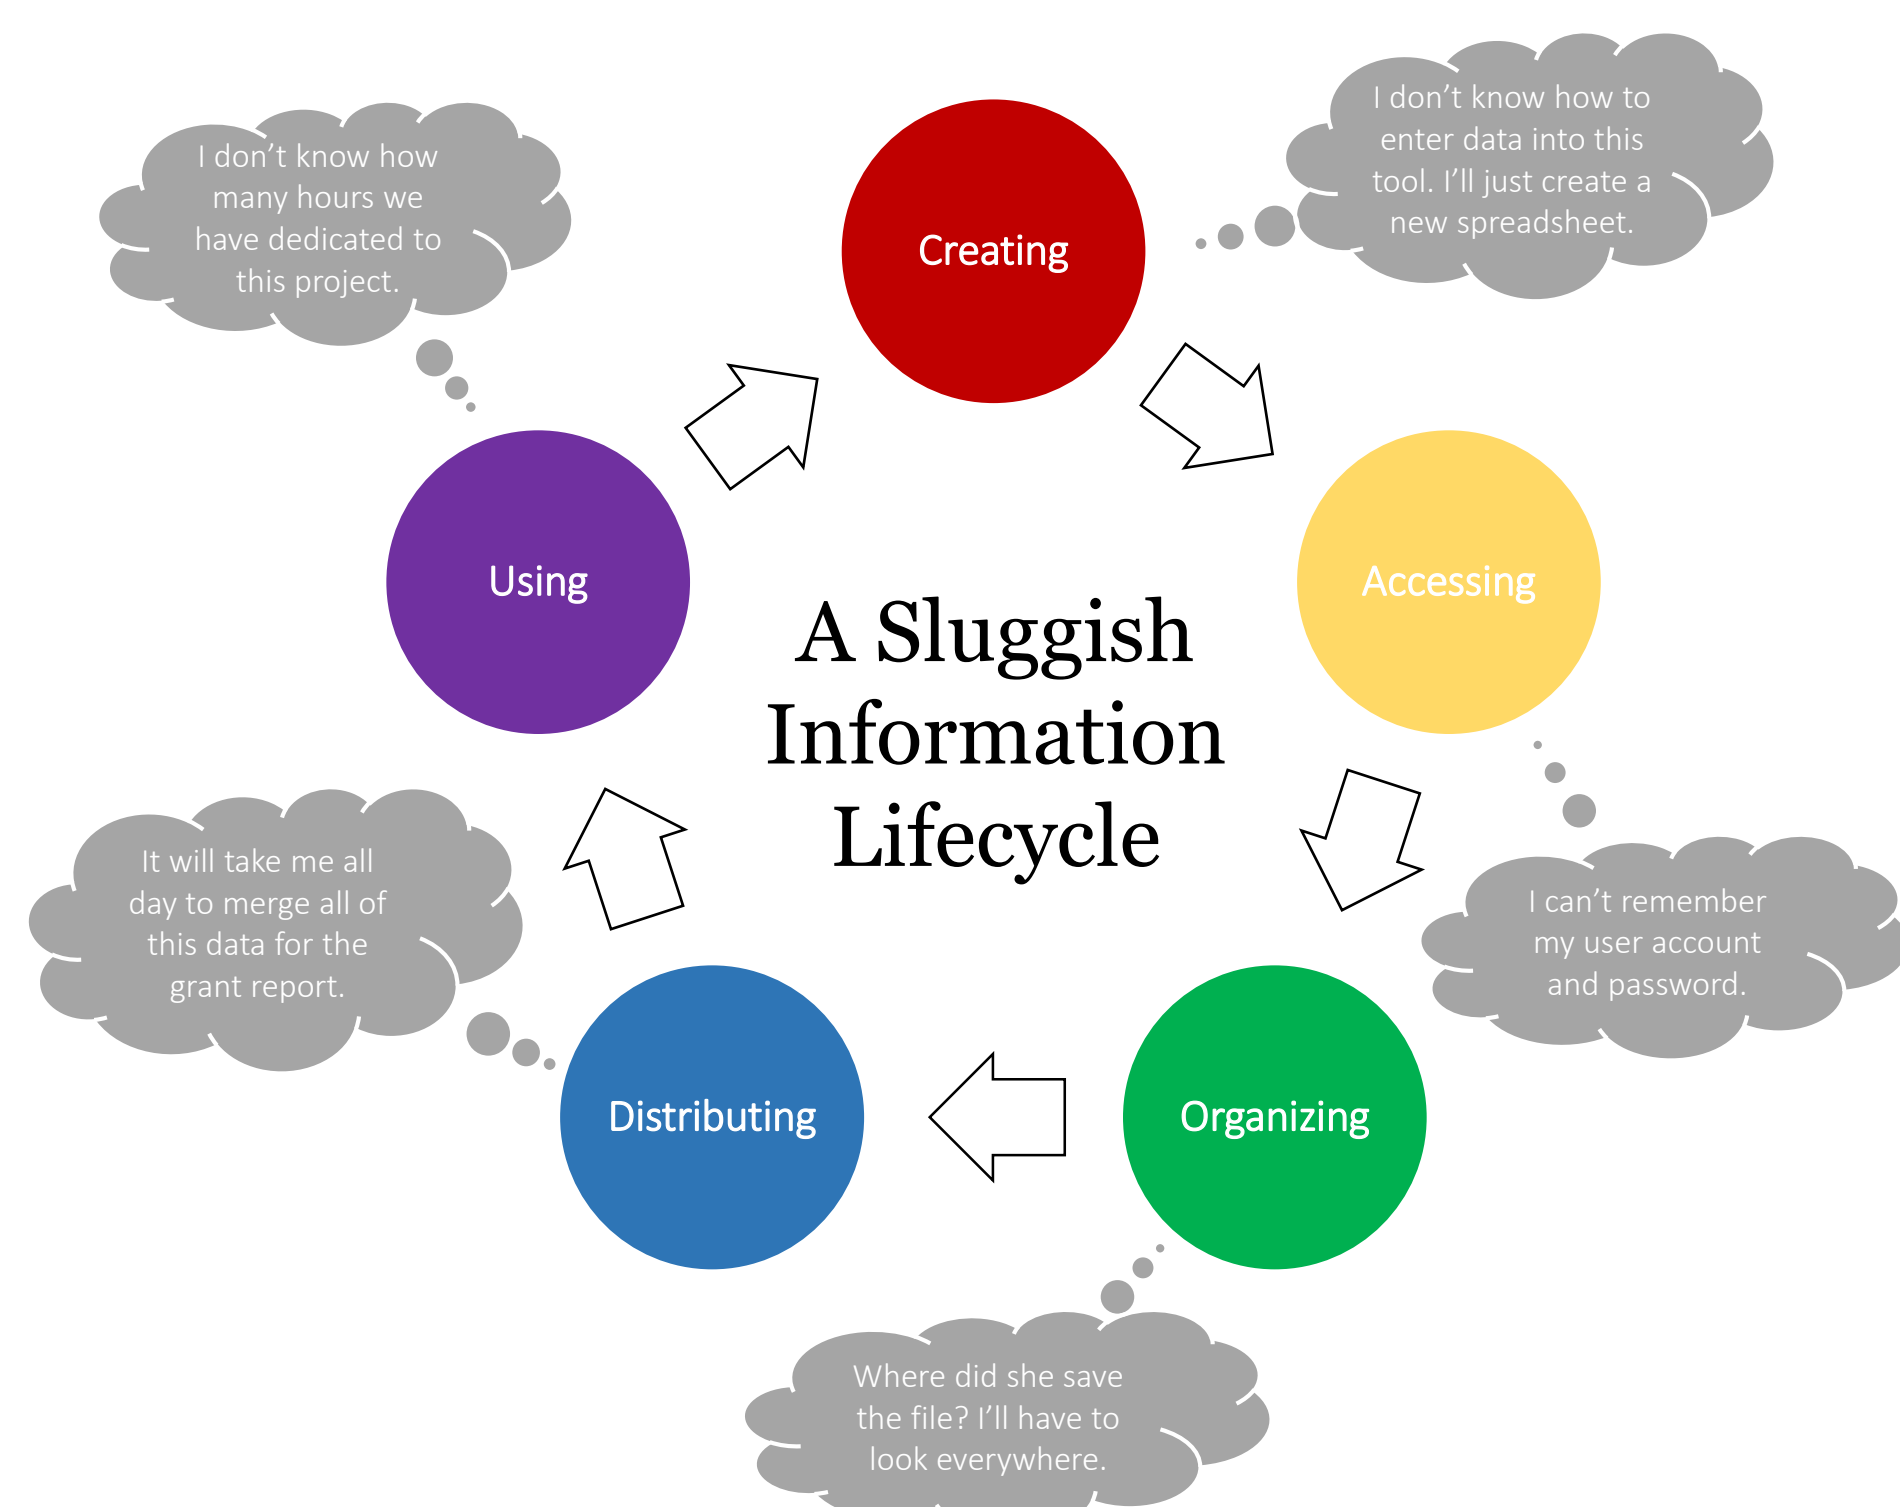 I don’t know how to
enter data into this
tool. I’ll just create a
new spreadsheet.
I don’t know how
many hours we
have dedicated to
this project.
Creating
Using
Accessing
A Sluggish
Information
Lifecycle
It will take me all
day to merge all of
this data for the
grant report.
I can’t remember
my user account
and password.
Distributing
Organizing
Where did she save
the file? I’ll have to
look everywhere.